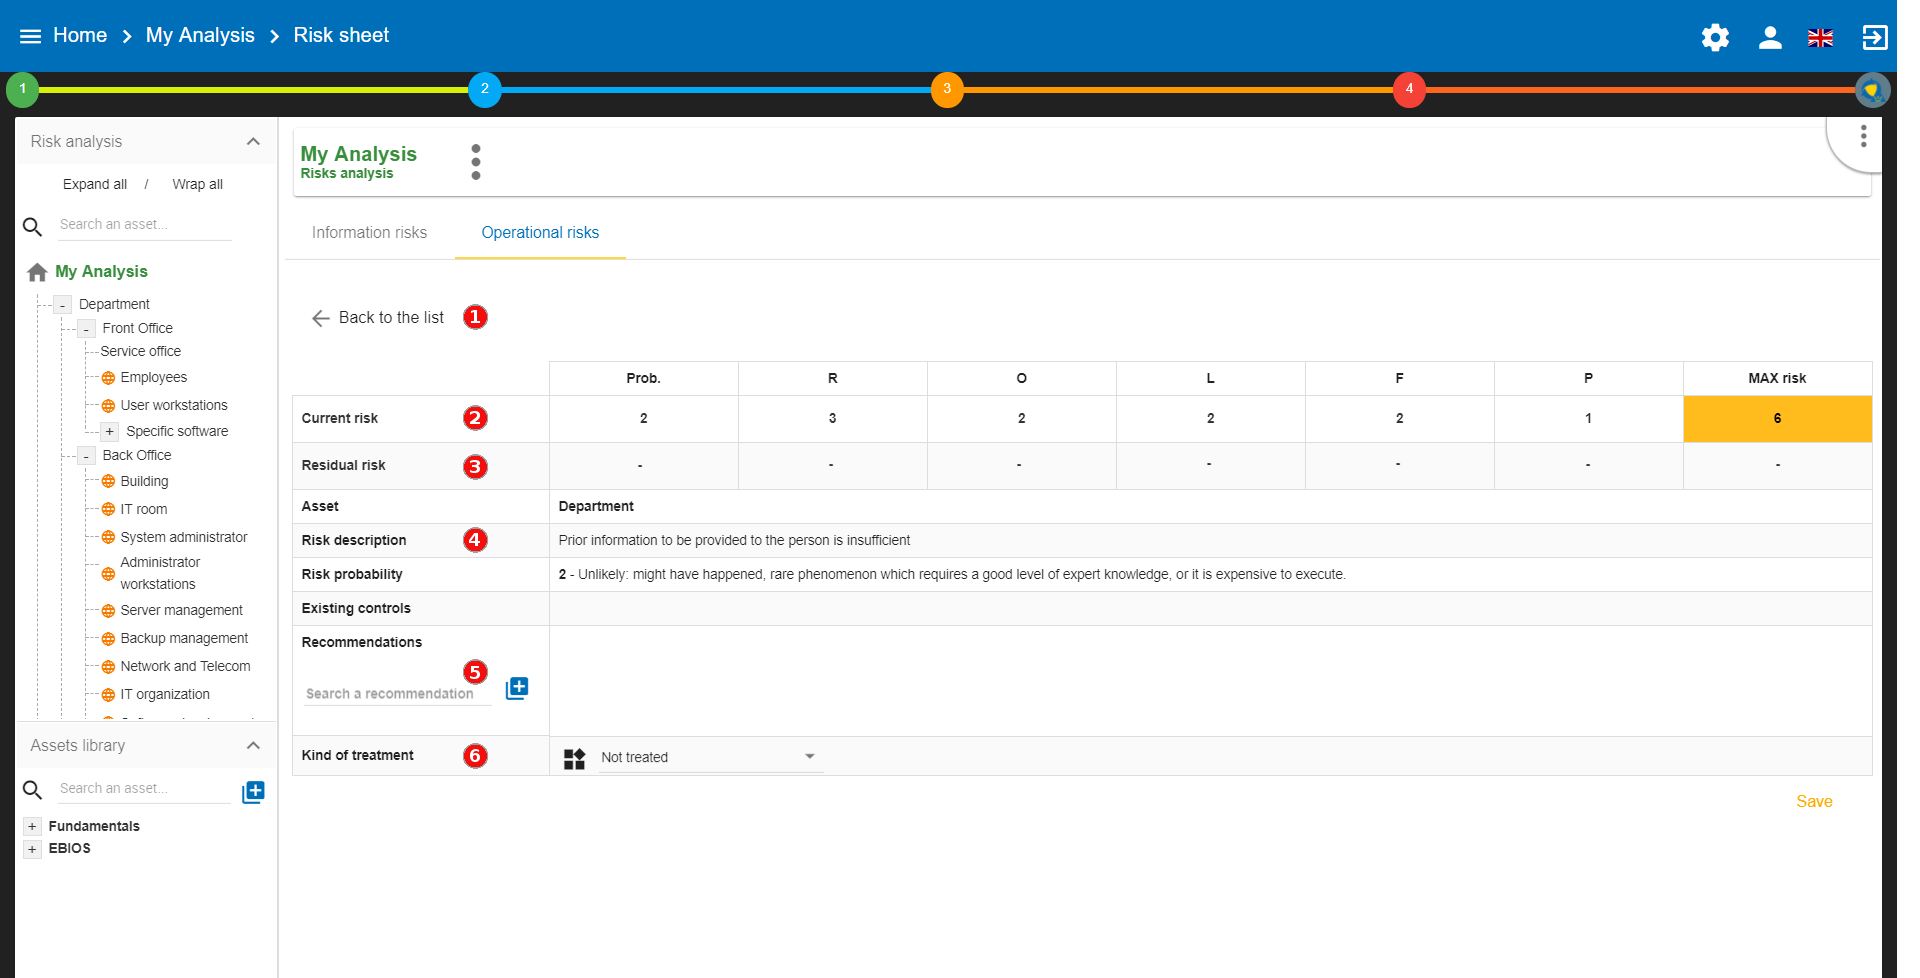 Home > My Analysis > Risk sheet
1 2 3 4
Risk analysis
Expand all / Wrap all
Search an asset...
My Analysis
- Department
- Front Office
Service office
Employees
User workstations
+ Specific software
- Back Office
Building
IT room
System administrator
Administrator
workstations
Server management
Backup management
Network and Telecom
IT organization
Assets library
Search an asset...
+ Fundamentals
+ EBIOS
My Analysis
Risks analysis
Information risks Operational risks
Back to the list 1
Prob. R O L F P MAX risk
Current risk 2 2 3 2 2 2 1 6
Residual risk 3 - - - - - - -
Asset Department
Risk description 4 Prior information to be provided to the person is insufficient
Risk probability 2 - Unlikely: might have happened, rare phenomenon which requires a good level of expert knowledge, or it is expensive to execute.
Existing controls
Recommendations
5
Search a recommendation
Kind of treatment 6 Not treated
Save